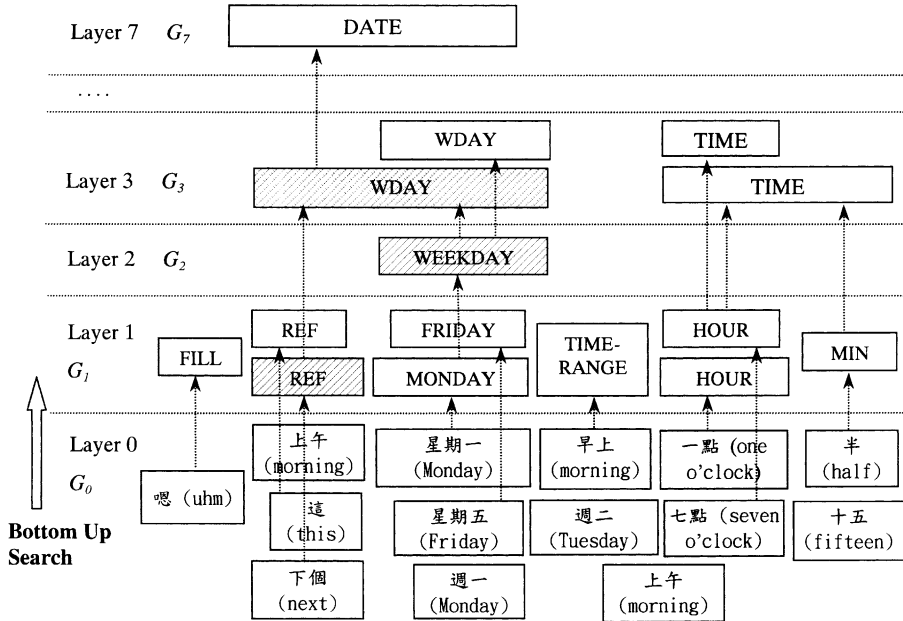 Layer 7 G7
DATE
....
Layer 3 G3
WDAY
TIME
WDAY
TIME
Layer 2 G2
WEEKDAY
Layer 1
G1
FILL
REF
REF
FRIDAY
MONDAY
TIME-
RANGE
HOUR
HOUR
MIN
Layer 0
G0
嗯 (uhm)
上午
(morning)
這
(this)
下個
(next)
星期一
(Monday)
星期五
(Friday)
週一
(Monday)
早上
(morning)
週二
(Tuesday)
上午
(morning)
一點 (one
o'clock)
七點 (seven
o'clock)
半
(half)
十五
(fifteen)
Bottom Up
Search